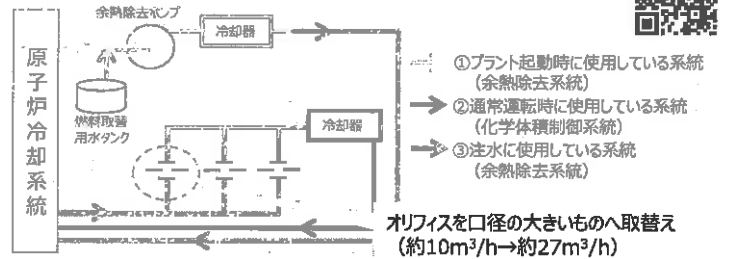 余熱除去ポンプ
冷却器
原子炉冷却系統
燃料取替
用水タンク
冷却器
①プラント起動時に使用している系統
(余熱除去系統)
②通常運転時に使用している系統
(化学体積制御系統)
③注水に使用している系統
(余熱除去系統)
オリフィスを口径の大きいものへ取替え
(約10m³/h→約27m³/h)